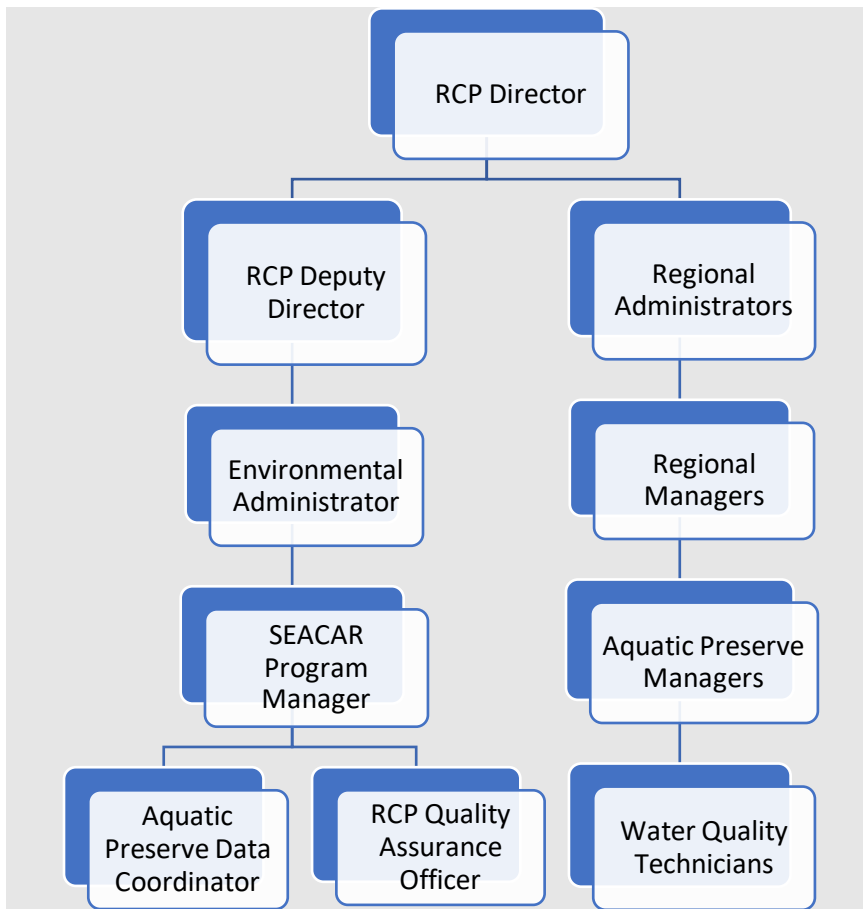 RCP Director
RCP Deputy
Director
Regional
Administrators
Environmental
Administrator
Regional
Managers
SEACAR
Program
Manager
Aquatic Preserve
Managers
Aquatic
Preserve Data
Coordinator
RCP Quality
Assurance
Officer
Water Quality
Technicians